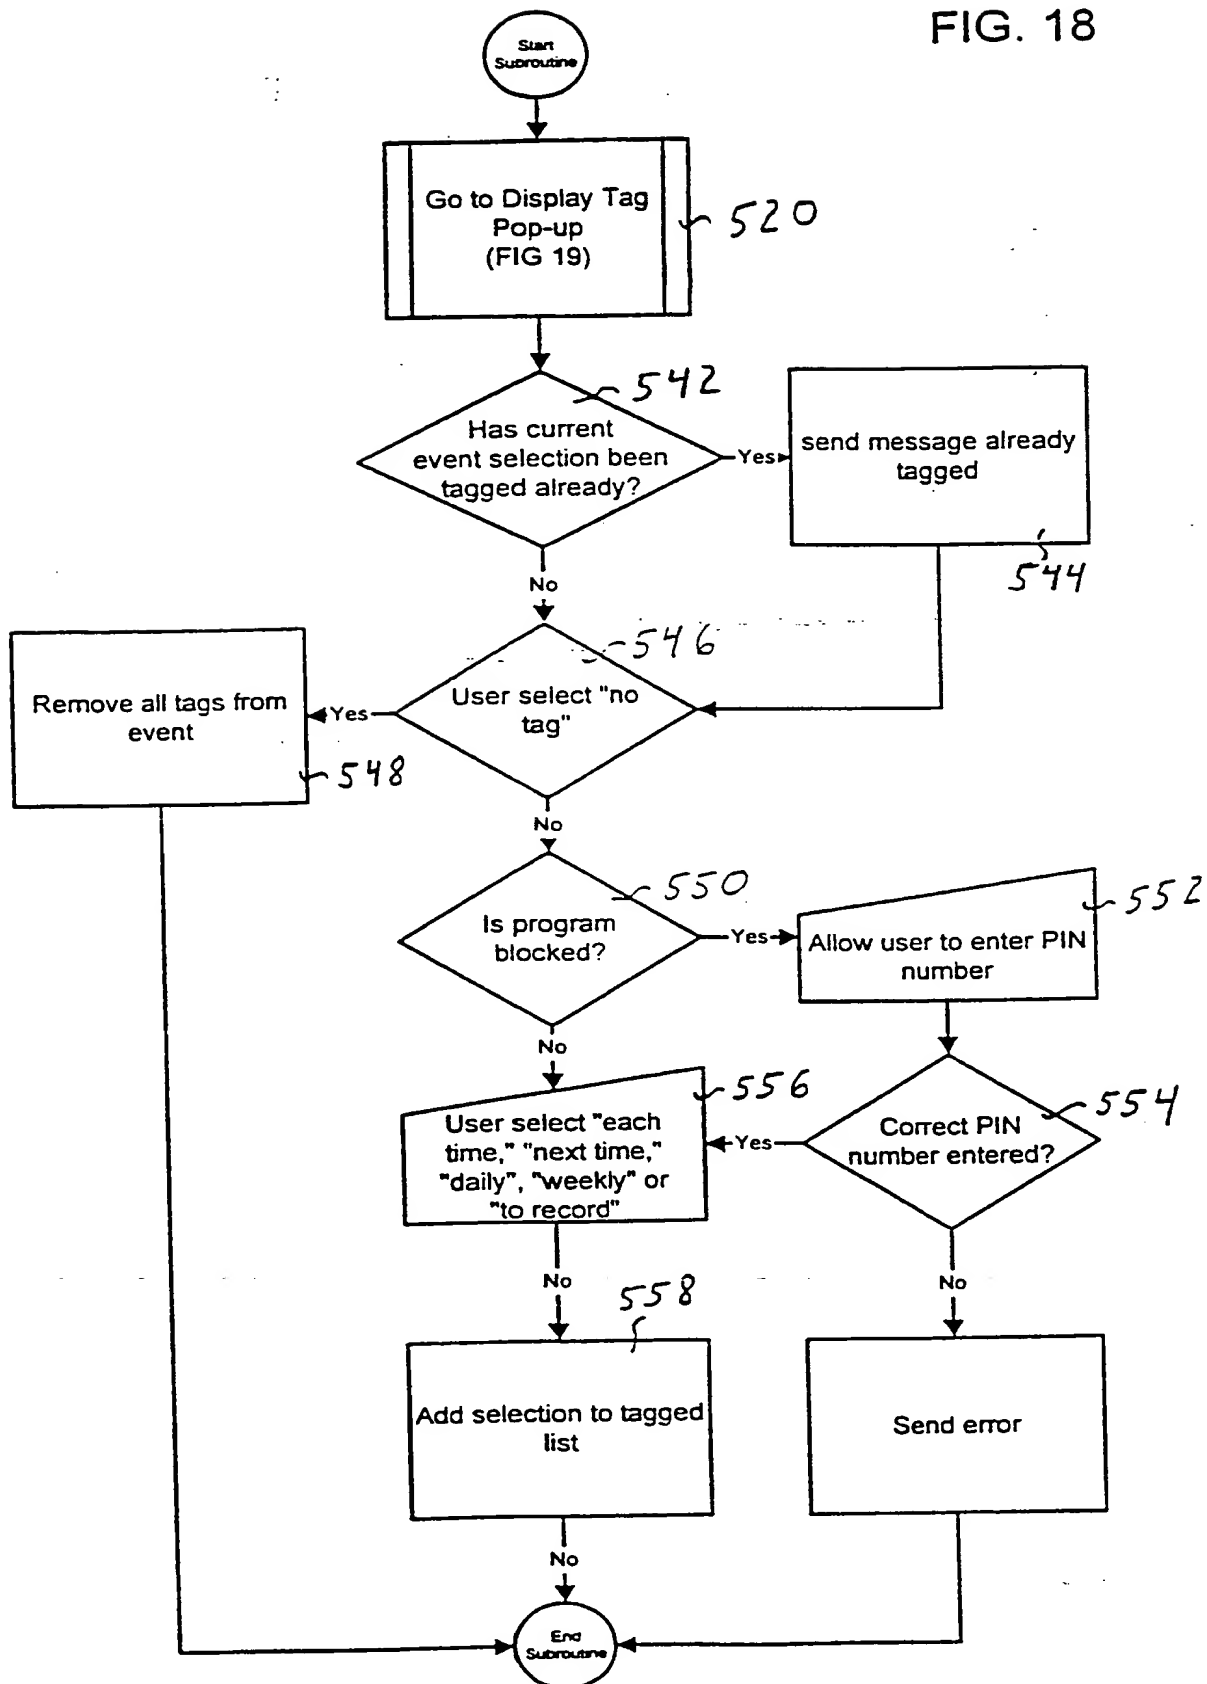 FIG. 18
Start
Subroutine
Go to Display Tag
Pop-up
(FIG 19)
520
542
Has current
event selection been
tagged already?
Yes
send message already
tagged
544
No
546
User select "no
tag"
Yes
Remove all tags from
event
548
No
550
Is program
blocked?
Yes
552
Allow user to enter PIN
number
No
556
User select "each
time," "next time,"
"daily", "weekly" or
"to record"
Yes
554
Correct PIN
number entered?
No
558
Add selection to tagged
list
No
Send error
No
End
Subroutine